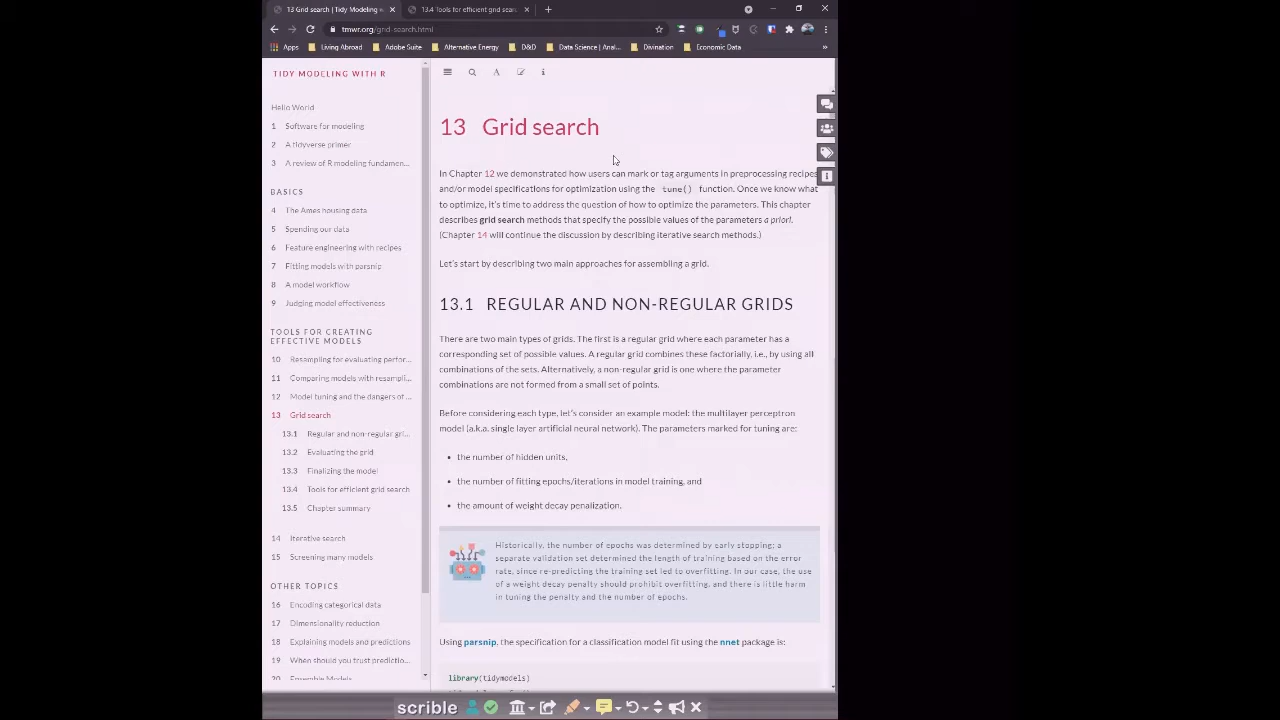 13 Grid search | Tidy Modeling w
13.4 Tools for efficient grid sear
tmwr.org/grid-search.html
Apps
Living Abroad
Adobe Suite
Alternative Energy
D&D
Data Science | Anal...
Divination
Economic Data
»
TIDY MODELING WITH R
Hello World
1 Software for modeling
2 A tidyverse primer
3 A review of R modeling fundamen...
BASICS
4 The Ames housing data
5 Spending our data
6 Feature engineering with recipes
7 Fitting models with parsnip
8 A model workflow
9 Judging model effectiveness
TOOLS FOR CREATING
EFFECTIVE MODELS
10 Resampling for evaluating perfor...
11 Comparing models with resampli...
12 Model tuning and the dangers of ...
13 Grid search
13.1 Regular and non-regular gri...
13.2 Evaluating the grid
13.3 Finalizing the model
13.4 Tools for efficient grid search
13.5 Chapter summary
14 Iterative search
15 Screening many models
OTHER TOPICS
16 Encoding categorical data
17 Dimensionality reduction
18 Explaining models and predictions
19 When should you trust predictio...
20 Ensemble Models
13 Grid search
In Chapter 12 we demonstrated how users can mark or tag arguments in preprocessing recipes
and/or model specifications for optimization using the tune() function. Once we know what
to optimize, it's time to address the question of how to optimize the parameters. This chapter
describes grid search methods that specify the possible values of the parameters a priori.
(Chapter 14 will continue the discussion by describing iterative search methods.)
Let's start by describing two main approaches for assembling a grid.
13.1 REGULAR AND NON-REGULAR GRIDS
There are two main types of grids. The first is a regular grid where each parameter has a
corresponding set of possible values. A regular grid combines these factorially, i.e., by using all
combinations of the sets. Alternatively, a non-regular grid is one where the parameter
combinations are not formed from a small set of points.
Before considering each type, let's consider an example model: the multilayer perceptron
model (a.k.a. single layer artificial neural network). The parameters marked for tuning are:
• the number of hidden units,
• the number of fitting epochs/iterations in model training, and
• the amount of weight decay penalization.
Historically, the number of epochs was determined by early stopping; a
separate validation set determined the length of training based on the error
rate, since re-predicting the training set led to overfitting. In our case, the use
of a weight decay penalty should prohibit overfitting, and there is little harm
in tuning the penalty and the number of epochs.
Using parsnip, the specification for a classification model fit using the nnet package is:
library(tidymodels)
scrible